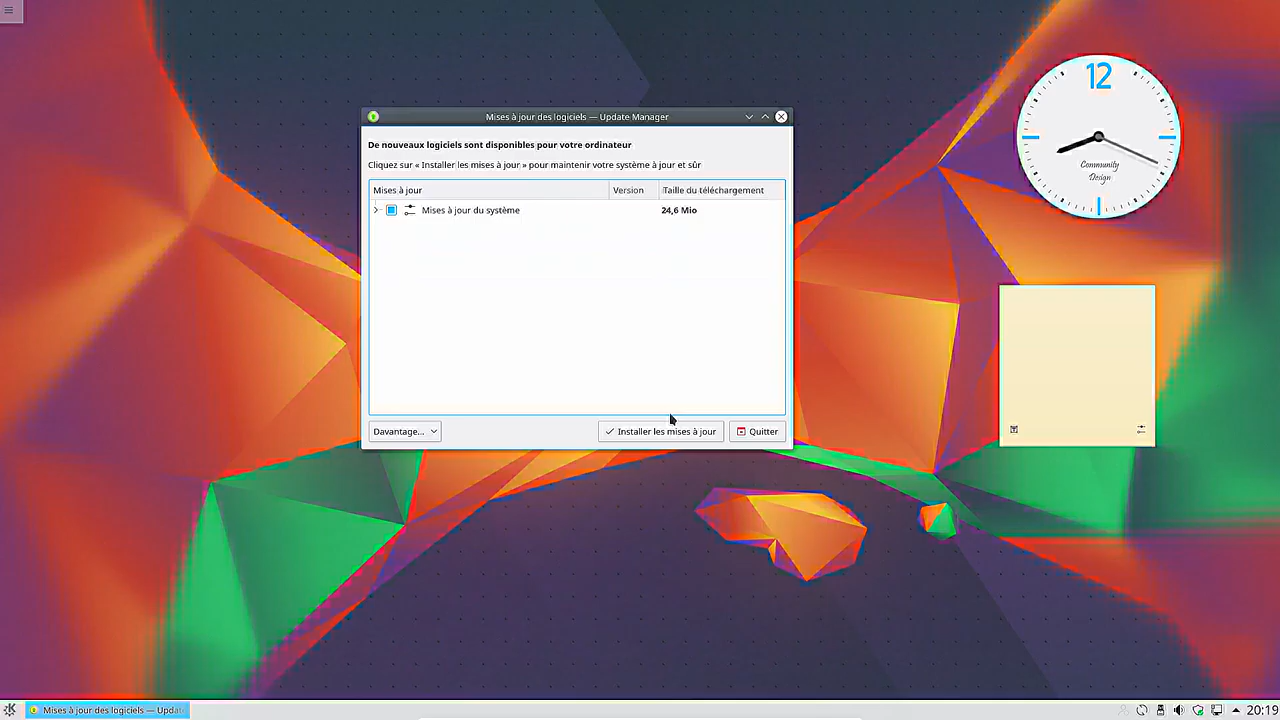 Mises à jour des logiciels — Update Manager
De nouveaux logiciels sont disponibles pour votre ordinateur
Cliquez sur « Installer les mises à jour » pour maintenir votre système à jour et sûr
Mises à jour Version Taille du téléchargement
Mises à jour du système 24,6 Mio
Davantage... Installer les mises à jour Quitter
12
Community
Design
Mises à jour des logiciels — Updat
20:19